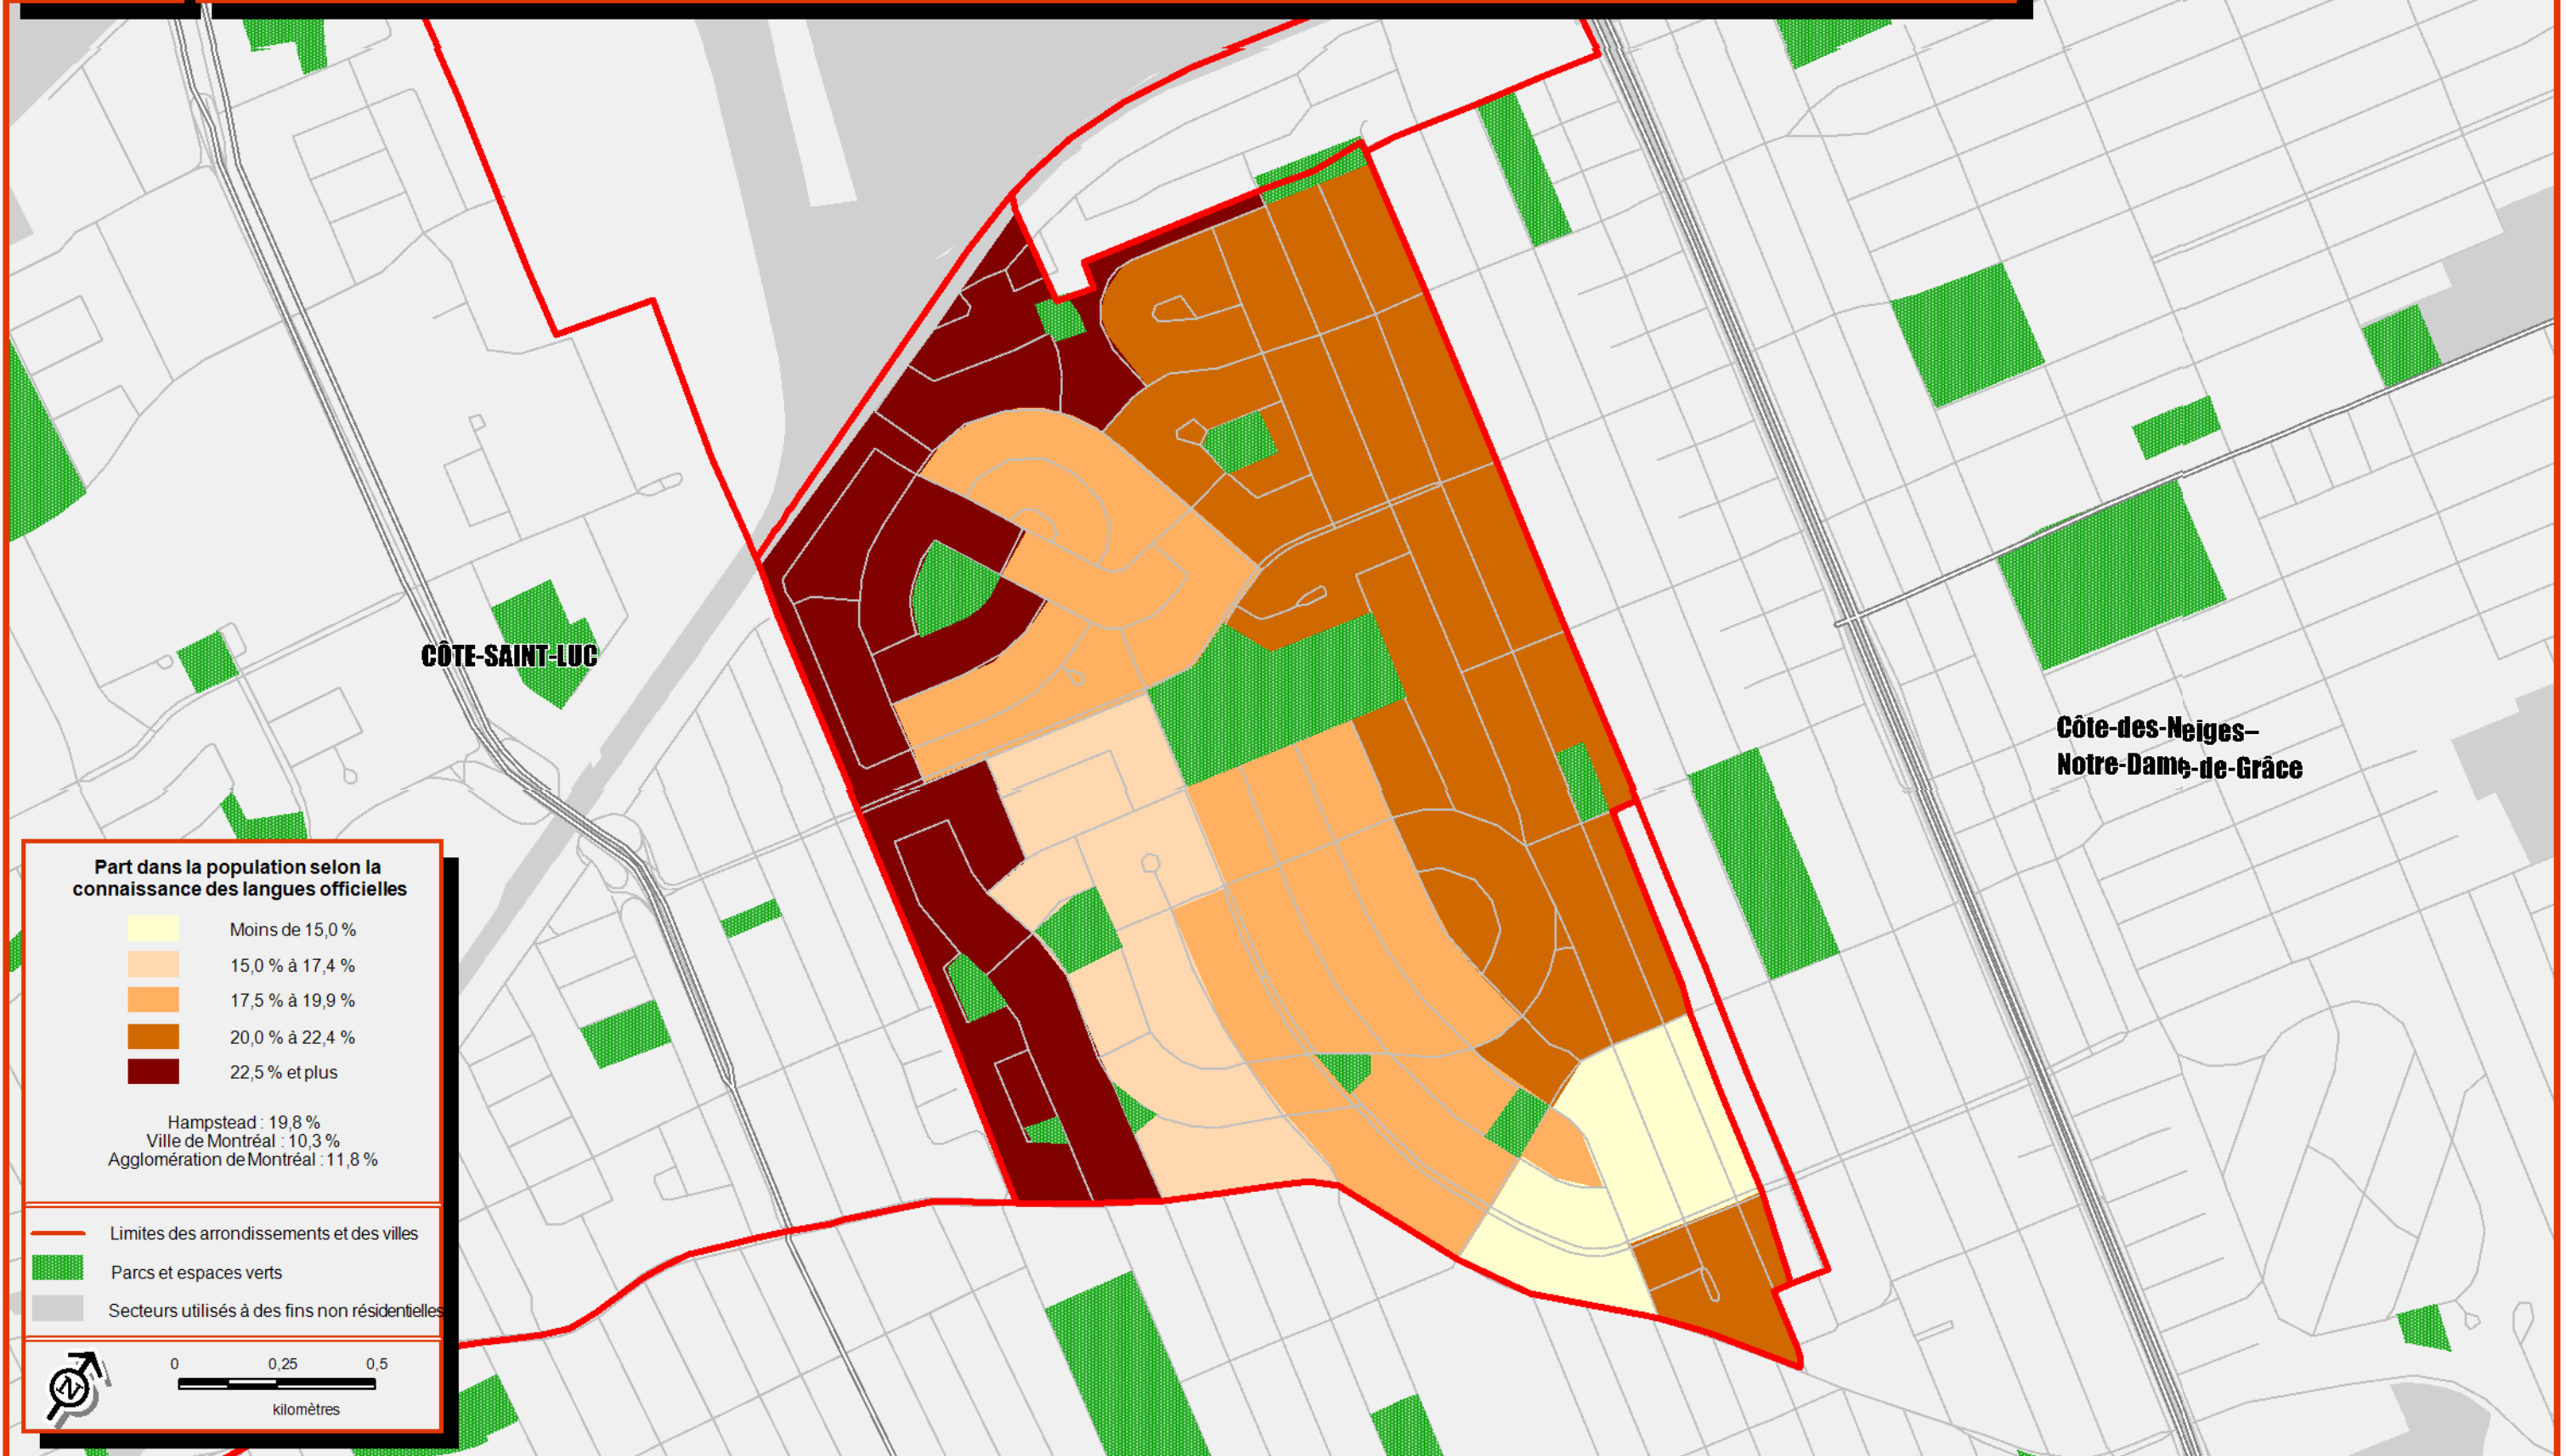 CÔTE-SAINT-LUC
Côte-des-Neiges–
Notre-Dame-de-Grâce
Part dans la population selon la
connaissance des langues officielles
Moins de 15,0 %
15,0 % à 17,4 %
17,5 % à 19,9 %
20,0 % à 22,4 %
22,5 % et plus
Hampstead : 19,8 %
Ville de Montréal : 10,3 %
Agglomération de Montréal : 11,8 %
Limites des arrondissements et des villes
Parcs et espaces verts
Secteurs utilisés à des fins non résidentielles
N
0 0,25 0,5
kilomètres